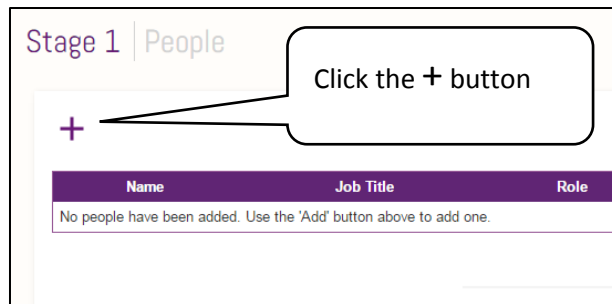 Stage 1 | People
Click the + button
+
Name Job Title Role
No people have been added. Use the 'Add' button above to add one.